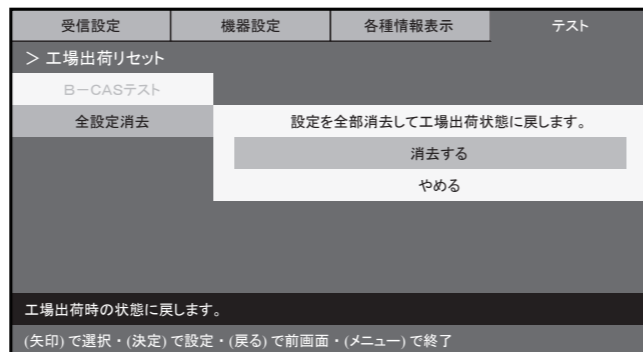 受信設定 機器設定 各種情報表示 テスト
＞ 工場出荷リセット
B－CASテスト
全設定消去 設定を全部消去して工場出荷状態に戻します。
消去する
やめる
工場出荷時の状態に戻します。
(矢印) で選択・(決定) で設定・(戻る) で前画面・(メニュー) で終了